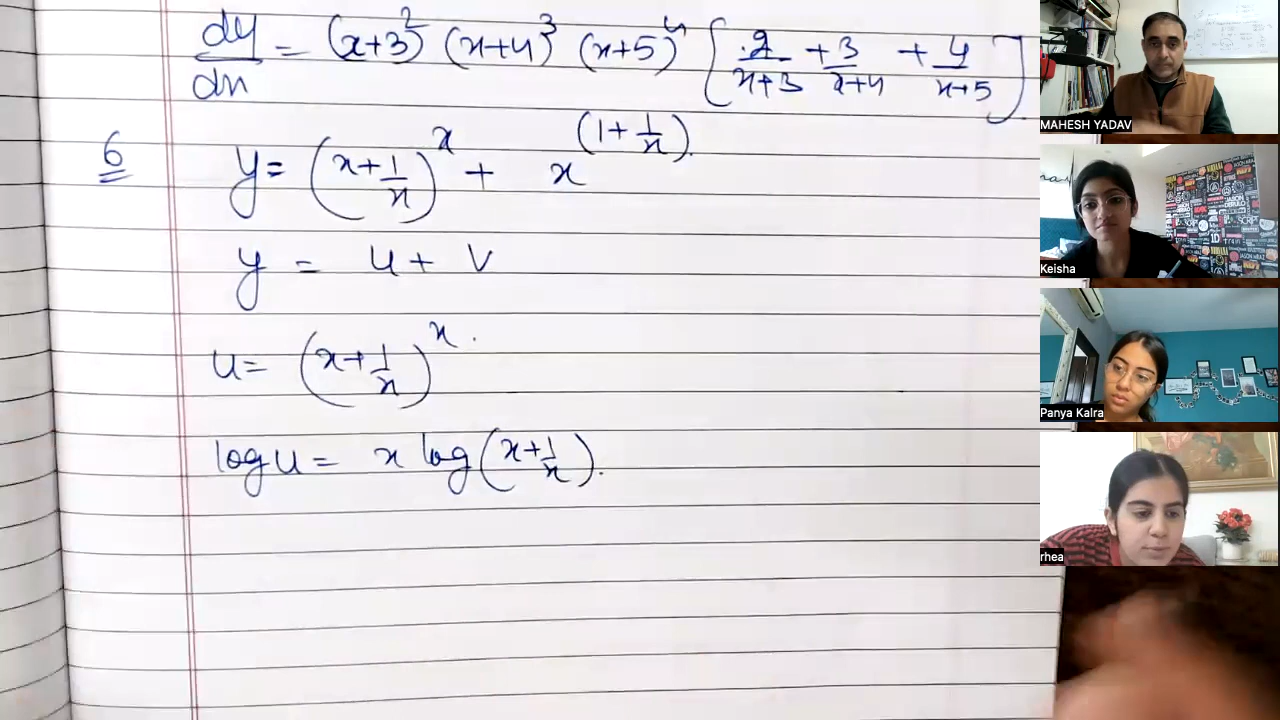 dy/dx = (x+3)² (x+4)³ (x+5)⁴ [2/(x+3) + 3/(x+4) + 4/(x+5)]
6 y = (x + 1/x)^x + x^(1 + 1/x).
y = u + v
u = (x + 1/x)^x.
log u = x log(x + 1/x).
MAHESH YADAV
Keisha
Panya Kalra
rhea